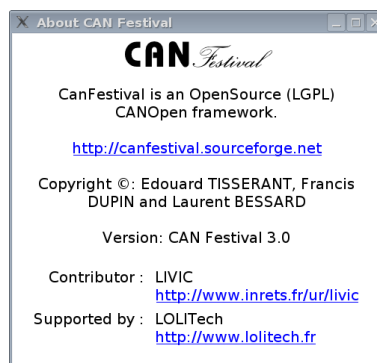 About CAN Festival
CAN Festival
CanFestival is an OpenSource (LGPL)
CANOpen framework.
http://canfestival.sourceforge.net
Copyright ©: Edouard TISSERANT, Francis
DUPIN and Laurent BESSARD
Version: CAN Festival 3.0
Contributor : LIVIC
http://www.inrets.fr/ur/livic
Supported by : LOLITech
http://www.lolitech.fr